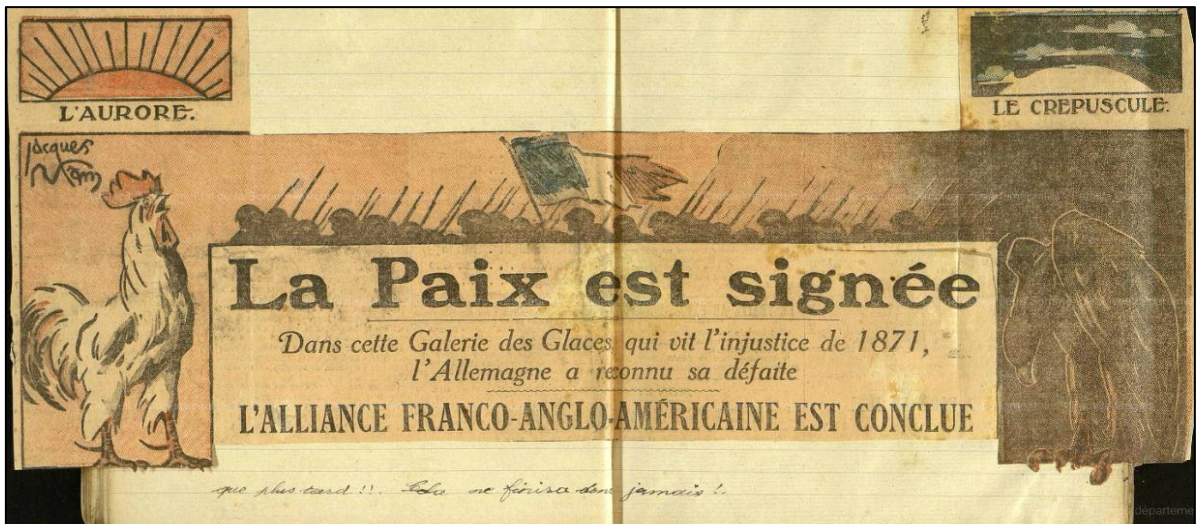 L'AURORE.
LE CREPUSCULE.
Jacques
La Paix est signée
Dans cette Galerie des Glaces qui vit l'injustice de 1871,
l'Allemagne a reconnu sa défaite
L'ALLIANCE FRANCO-ANGLO-AMÉRICAINE EST CONCLUE
que plus tard !!. Cela ne finira donc jamais !.
départeme